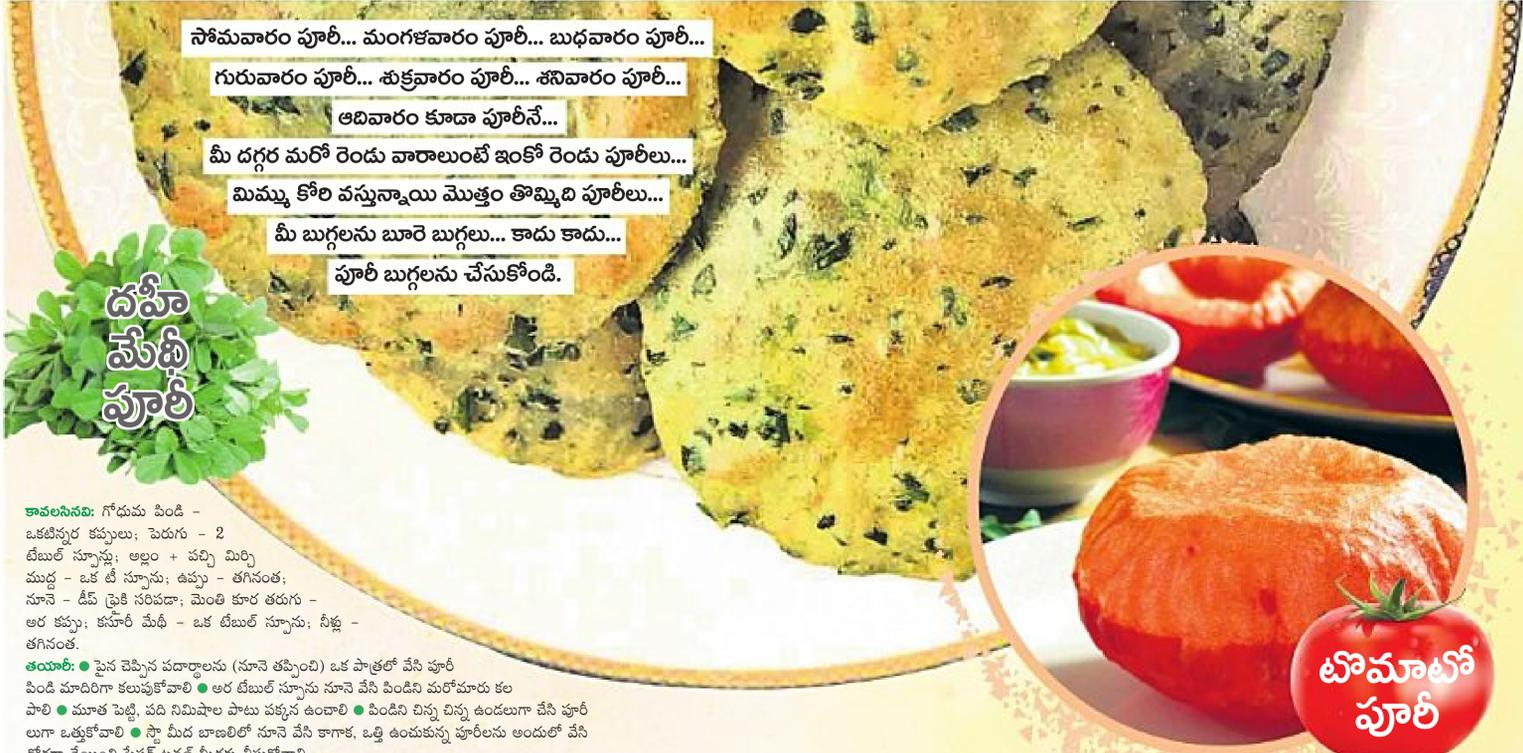 సోమవారం పూరీ... మంగళవారం పూరీ... బుధవారం పూరీ...
గురువారం పూరీ... శుక్రవారం పూరీ... శనివారం పూరీ...
ఆదివారం కూడా పూరీనే...
మీ దగ్గర మరో రెండు వారాలుంటే ఇంకో రెండు పూరీలు...
మిమ్ము కోరి వస్తున్నాయి మొత్తం తొమ్మిది పూరీలు...
మీ బుగ్గలను బూరె బుగ్గలు... కాదు కాదు...
పూరీ బుగ్గలను చేసుకోండి.
దహీ
మేథీ
పూరీ
కావలసినవి: గోధుమ పిండి –
ఒకటిన్నర కప్పులు; పెరుగు – 2
టేబుల్ స్పూన్లు; అల్లం + పచ్చి మిర్చి
ముద్ద – ఒక టీ స్పూను; ఉప్పు – తగినంత;
నూనె – డీప్ ఫ్రైకి సరిపడా; మెంతి కూర తరుగు –
అర కప్పు; కసూరీ మేథీ – ఒక టేబుల్ స్పూను; నీళ్లు –
తగినంత.
తయారీ: ● పైన చెప్పిన పదార్థాలను (నూనె తప్పించి) ఒక పాత్రలో వేసి పూరీ
పిండి మాదిరిగా కలుపుకోవాలి ● అర టేబుల్ స్పూను నూనె వేసి పిండిని మరోమారు కల
పాలి ● మూత పెట్టి, పది నిమిషాల పాటు పక్కన ఉంచాలి ● పిండిని చిన్న చిన్న ఉండలుగా చేసి పూరీ
లుగా ఒత్తుకోవాలి ● స్టౌ మీద బాణలిలో నూనె వేసి కాగాక, ఒత్తి ఉంచుకున్న పూరీలను అందులో వేసి
టొమాటో
పూరీ